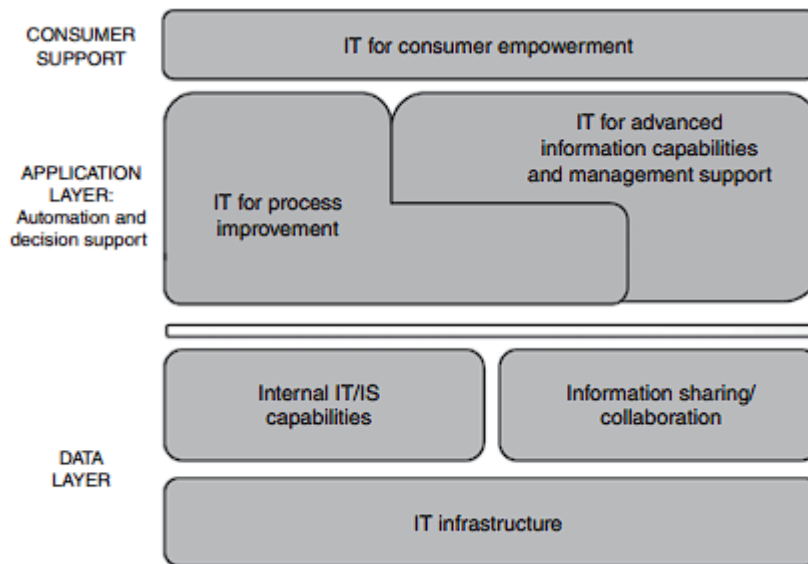 CONSUMER
SUPPORT
IT for consumer empowerment
APPLICATION
LAYER:
Automation and
decision support
IT for process
improvement
IT for advanced
information capabilities
and management support
DATA
LAYER
Internal IT/IS
capabilities
Information sharing/
collaboration
IT infrastructure